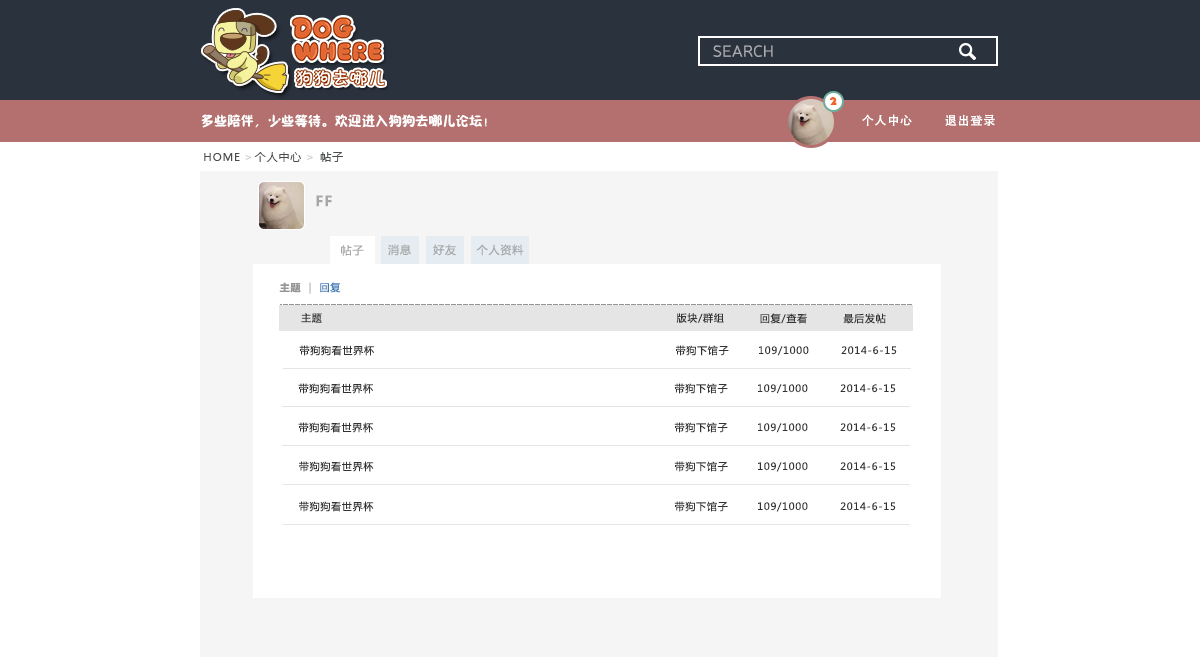 DOG
WHERE
狗狗去哪儿
SEARCH
多些陪伴，少些等待。欢迎进入狗狗去哪儿论坛！
2
个人中心
退出登录
HOME > 个人中心 > 帖子
FF
帖子 消息 好友 个人资料
主题 | 回复
主题 版块/群组 回复/查看 最后发帖
带狗狗看世界杯 带狗下馆子 109/1000 2014-6-15
带狗狗看世界杯 带狗下馆子 109/1000 2014-6-15
带狗狗看世界杯 带狗下馆子 109/1000 2014-6-15
带狗狗看世界杯 带狗下馆子 109/1000 2014-6-15
带狗狗看世界杯 带狗下馆子 109/1000 2014-6-15